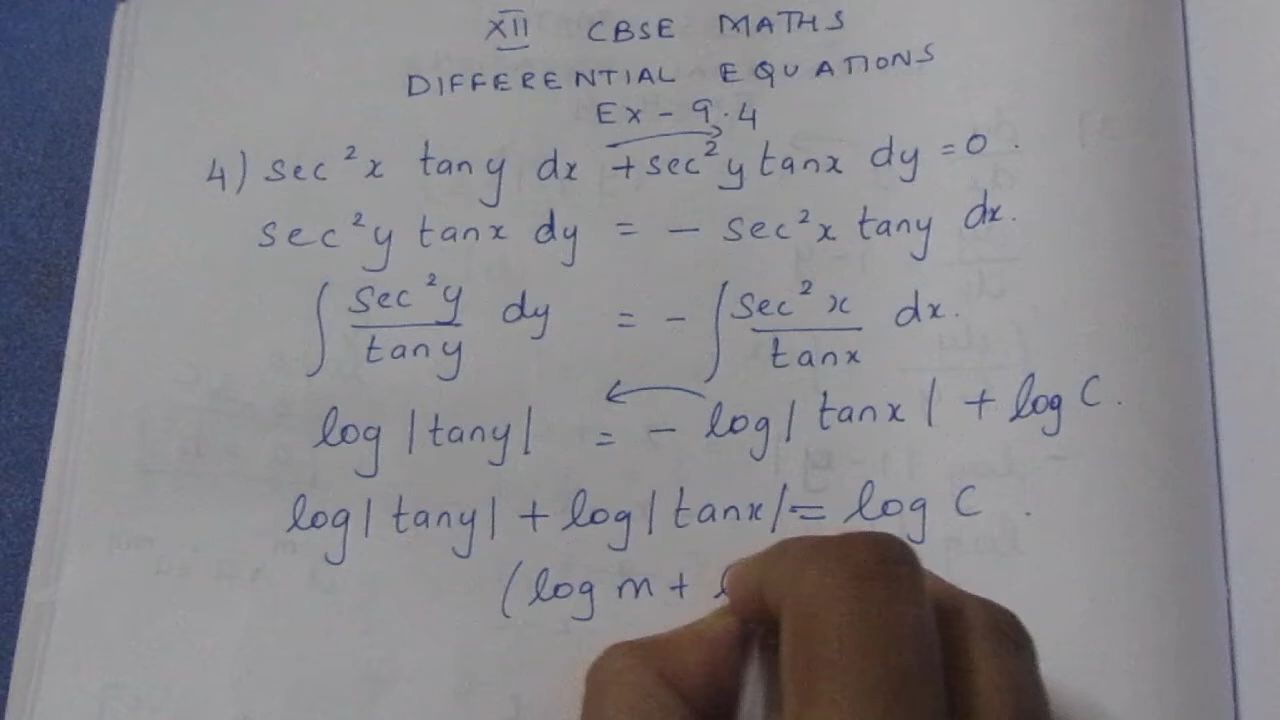 XII CBSE MATHS
DIFFERENTIAL EQUATIONS
Ex - 9.4
4) sec²x tany dx + sec²y tanx dy = 0.
sec²y tanx dy = - sec²x tany dx.
∫ sec²y/tany dy = - ∫ sec²x/tanx dx.
log |tany| = - log| tanx | + log C.
log| tany| + log| tanx | = log C.
(log m +